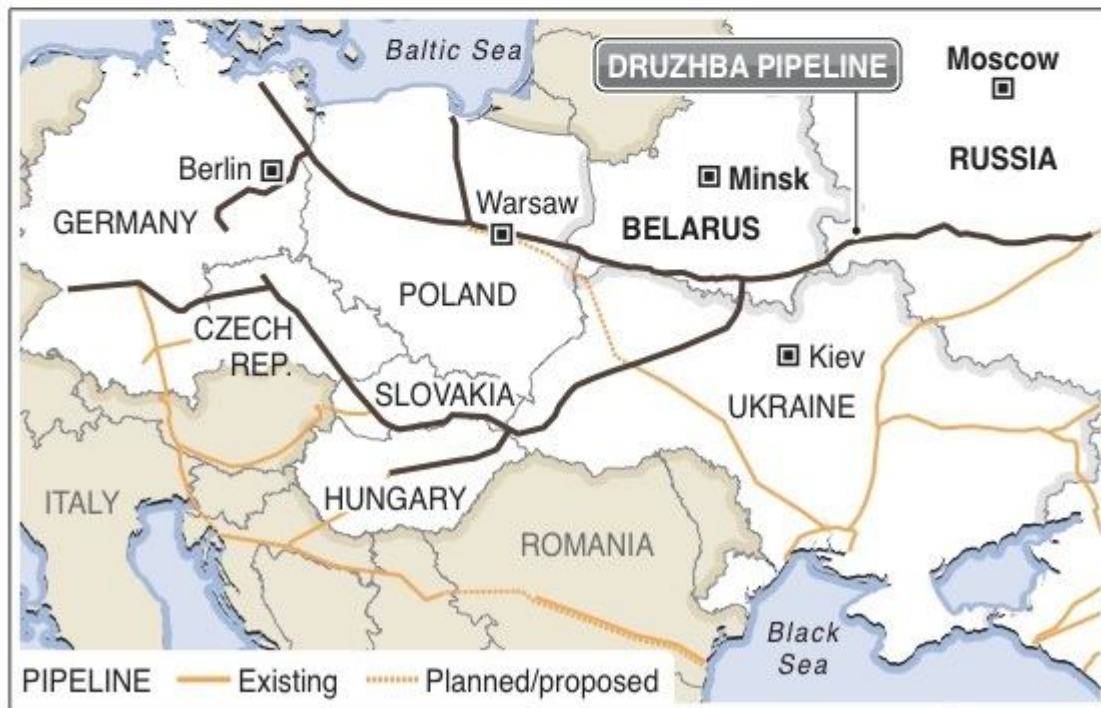 Baltic Sea
DRUZHBA PIPELINE
Moscow
RUSSIA
Berlin
Minsk
GERMANY
Warsaw
BELARUS
POLAND
CZECH
REP.
Kiev
SLOVAKIA
UKRAINE
ITALY
HUNGARY
ROMANIA
Black
Sea
PIPELINE Existing Planned/proposed